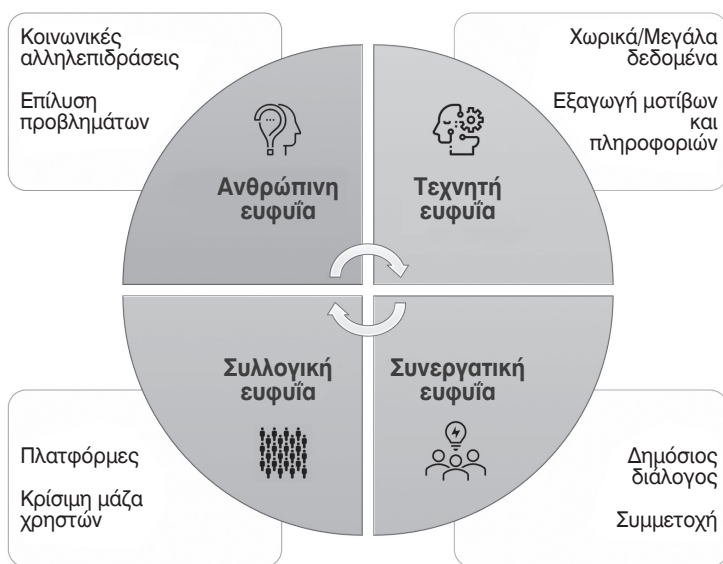 Κοινωνικές
αλληλεπιδράσεις
Επίλυση
προβλημάτων
Ανθρώπινη
ευφυΐα
Χωρικά/Μεγάλα
δεδομένα
Εξαγωγή μοτίβων
και
πληροφοριών
Τεχνητή
ευφυΐα
Συλλογική
ευφυΐα
Πλατφόρμες
Κρίσιμη μάζα
χρηστών
Συνεργατική
ευφυΐα
Δημόσιος
διάλογος
Συμμετοχή